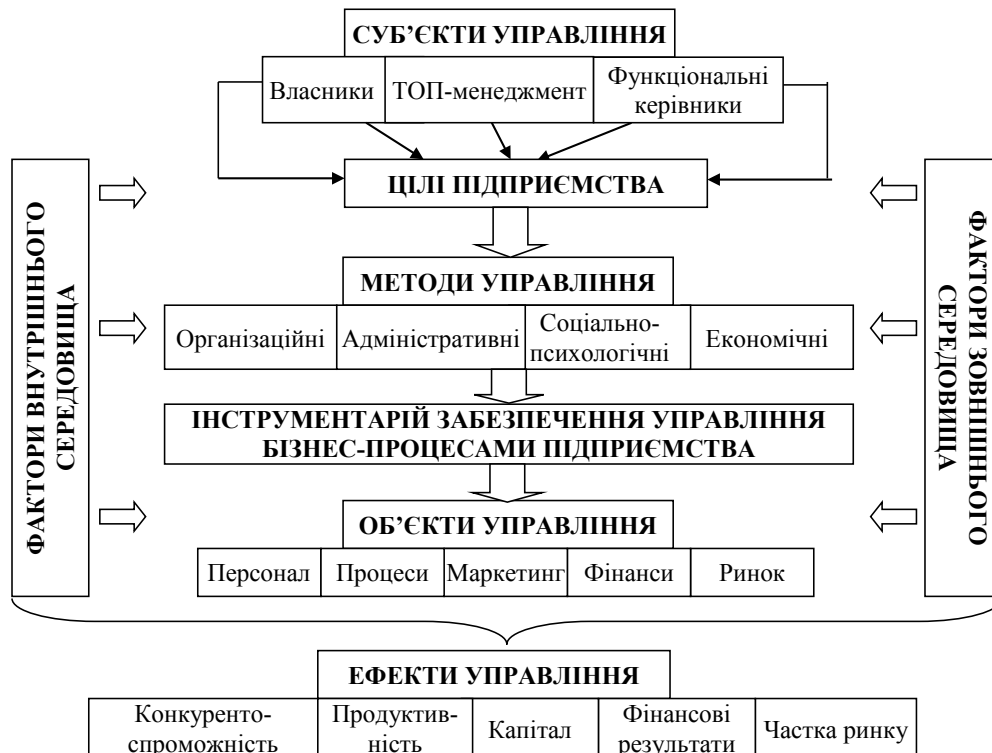 СУБ’ЄКТИ УПРАВЛІННЯ
Власники
ТОП-менеджмент
Функціональні
керівники
ЦІЛІ ПІДПРИЄМСТВА
ФАКТОРИ ВНУТРІШНЬОГО
СЕРЕДОВИЩА
ФАКТОРИ ЗОВНІШНЬОГО
СЕРЕДОВИЩА
МЕТОДИ УПРАВЛІННЯ
Організаційні
Адміністративні
Соціально-
психологічні
Економічні
ІНСТРУМЕНТАРІЙ ЗАБЕЗПЕЧЕННЯ УПРАВЛІННЯ
БІЗНЕС-ПРОЦЕСАМИ ПІДПРИЄМСТВА
ОБ’ЄКТИ УПРАВЛІННЯ
Персонал
Процеси
Маркетинг
Фінанси
Ринок
ЕФЕКТИ УПРАВЛІННЯ
Конкуренто-
спроможність
Продуктив-
ність
Капітал
Фінансові
результати
Частка ринку